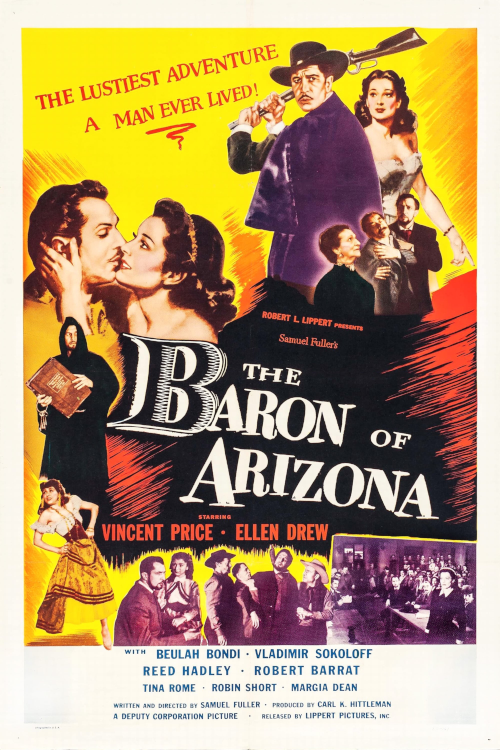 THE LUSTIEST ADVENTURE
A MAN EVER LIVED!
ROBERT L. LIPPERT PRESENTS
Samuel Fuller's
THE
BARON OF
ARIZONA
STARRING
VINCENT PRICE · ELLEN DREW
WITH BEULAH BONDI · VLADIMIR SOKOLOFF
REED HADLEY · ROBERT BARRAT
TINA ROME · ROBIN SHORT · MARGIA DEAN
WRITTEN AND DIRECTED BY SAMUEL FULLER · PRODUCED BY CARL K. HITTLEMAN
A DEPUTY CORPORATION PICTURE · RELEASED BY LIPPERT PICTURES, INC